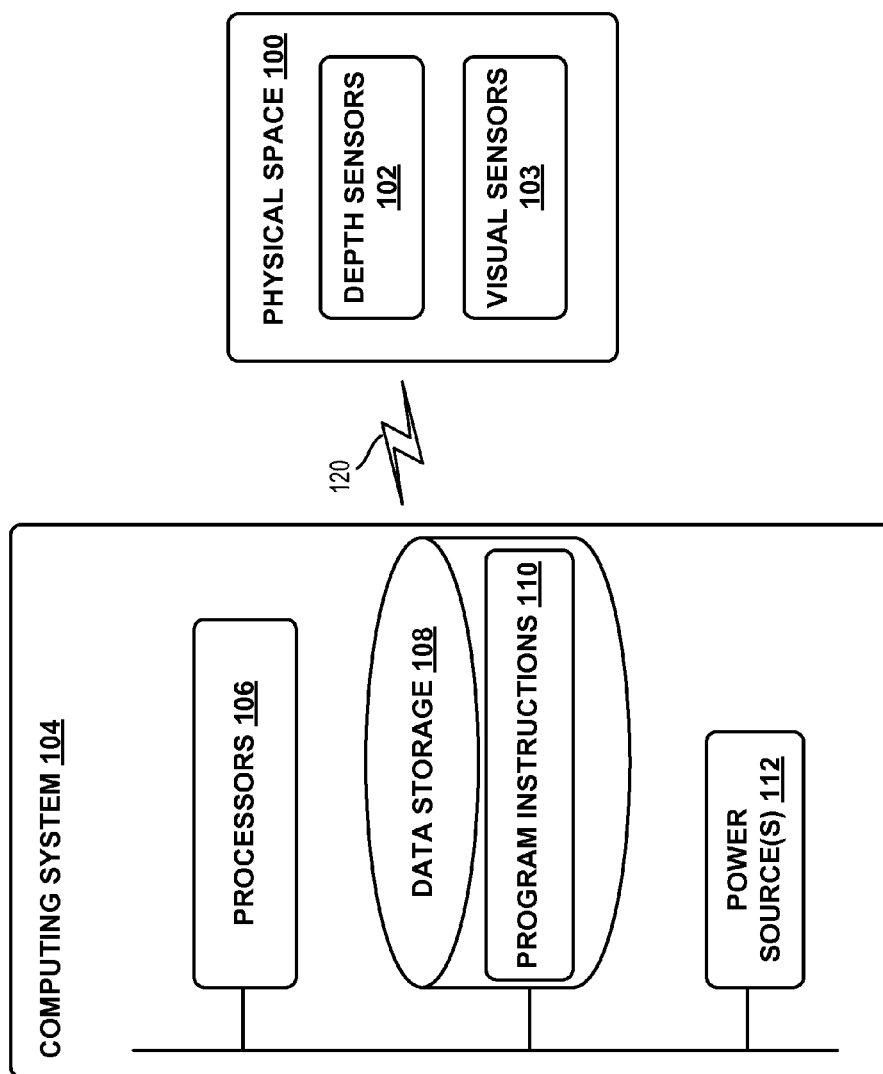 COMPUTING SYSTEM 104
PROCESSORS 106
DATA STORAGE 108
PROGRAM INSTRUCTIONS 110
POWER
SOURCE(S) 112
120
PHYSICAL SPACE 100
DEPTH SENSORS
102
VISUAL SENSORS
103